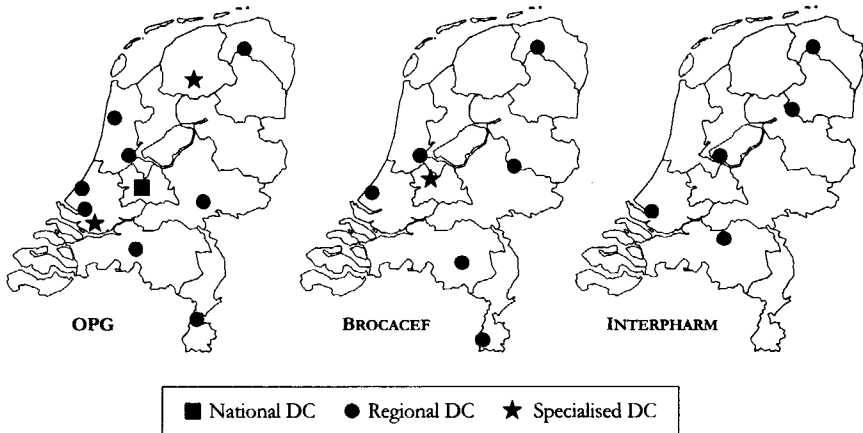 OPG
BROCACEF
INTERPHARM
National DC
Regional DC
Specialised DC